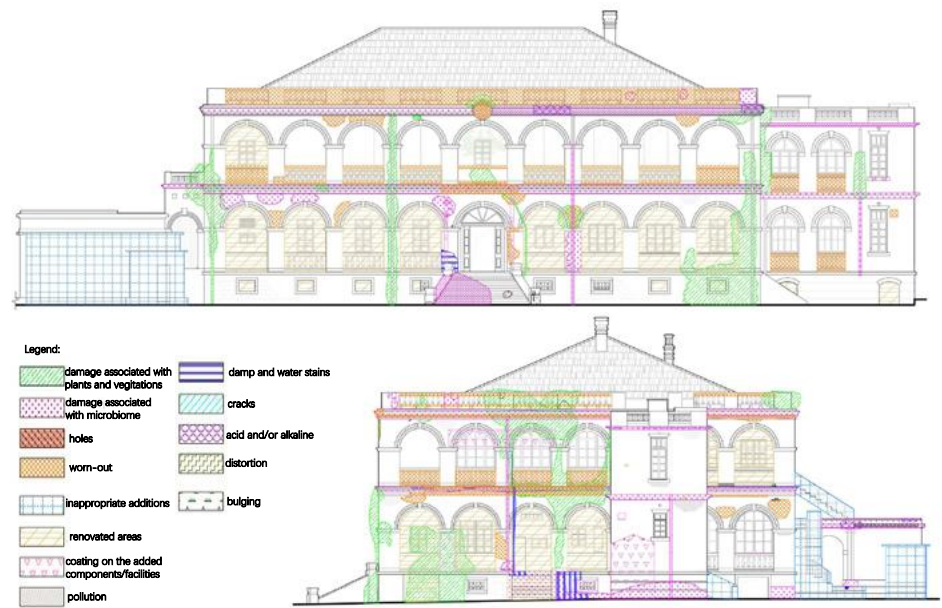 Legend:
damage associated with
plants and vegitations
damage associated
with microbiome
holes
worn-out
inappropriate additions
renovated areas
coating on the added
components/facilities
pollution
damp and water stains
cracks
acid and/or alkaline
distortion
bulging